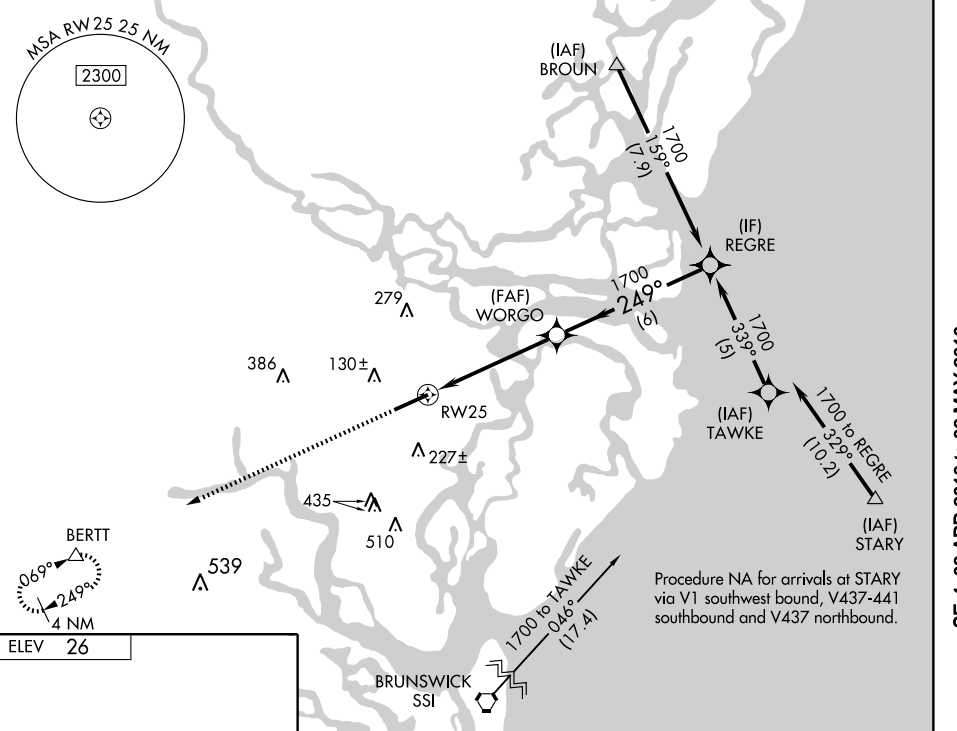 MSA RW25 25 NM
2300
(IAF)
BROUN
1700
159°
(7.9)
(IF)
REGRE
1700
249°
(6)
(FAF)
WORGO
279
386
130±
RW25
227±
1700
339°
(5)
(IAF)
TAWKE
1700 to REGRE
329°
(10.2)
(IAF)
STARY
435
510
539
BERTT
069°
249°
4 NM
1700 to TAWKE
046°
(17.4)
Procedure NA for arrivals at STARY
via V1 southwest bound, V437-441
southbound and V437 northbound.
ELEV 26
BRUNSWICK
SSI